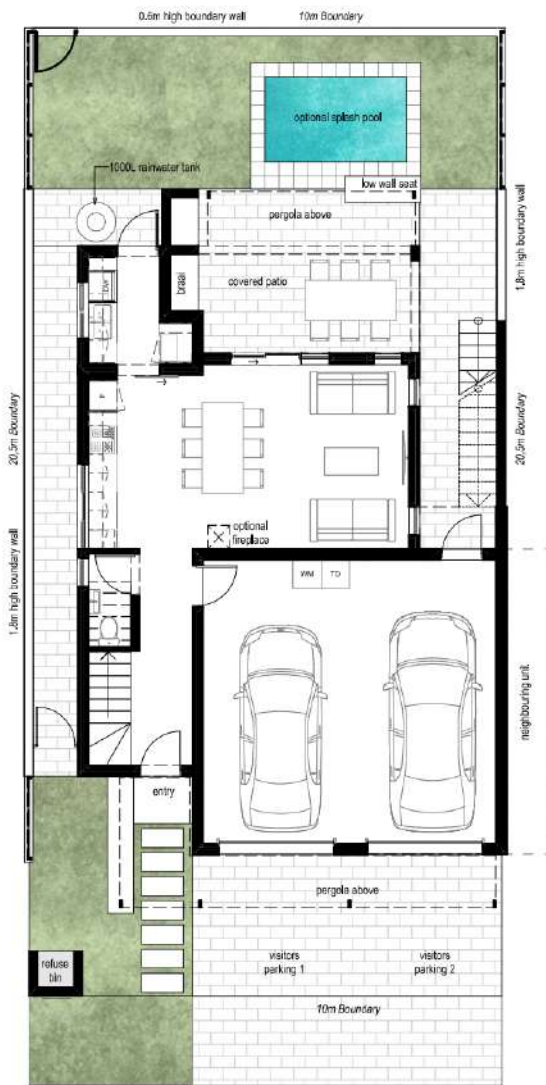 0.6m high boundary wall
10m Boundary
optional splash pool
1000L rainwater tank
low wall seat
pergola above
1.8m high boundary wall
braai
covered patio
DW
20.5m Boundary
20.5m Boundary
optional
fireplace
WM
TD
1.8m high boundary wall
neighbouring unit
entry
pergola above
refuse
bin
visitors
parking 1
visitors
parking 2
10m Boundary